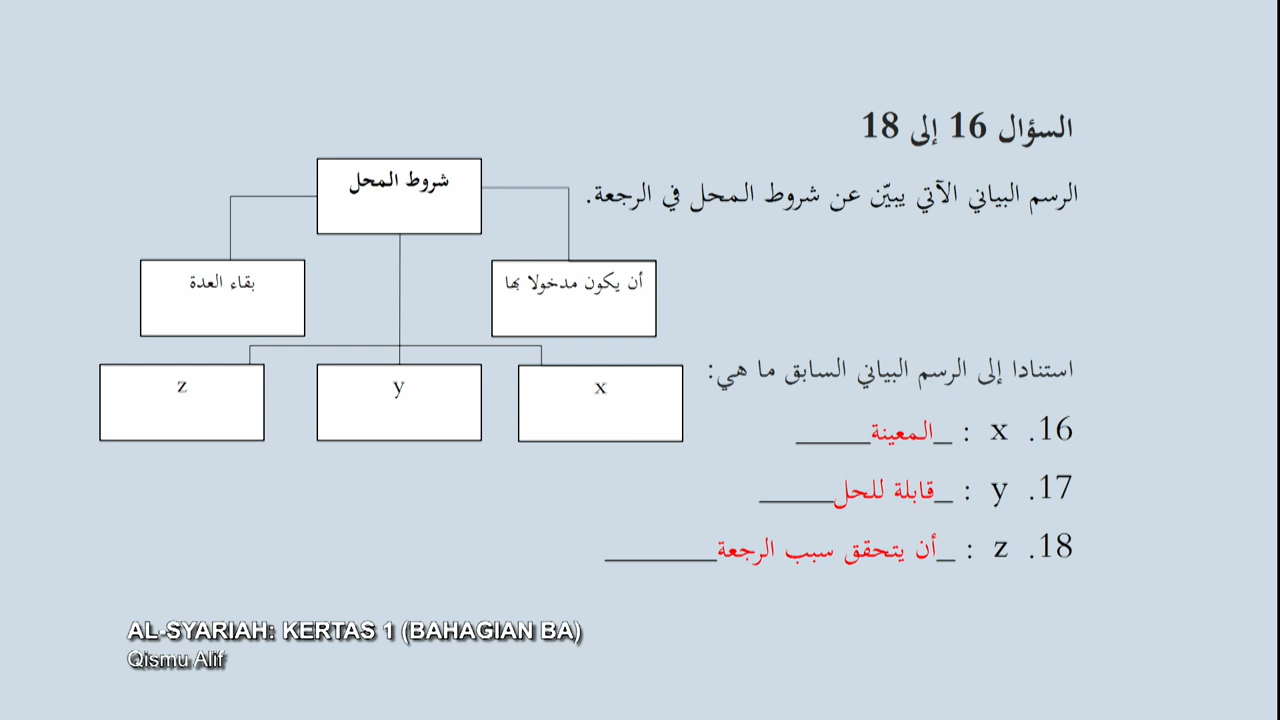 السؤال 16 إلى 18
الرسم البياني الآتي يبيّن عن شروط المحل في الرجعة.
شروط المحل
أن يكون مدخولا بها
بقاء العدة
x
y
z
استنادا إلى الرسم البياني السابق ما هي:
16. x : _المعينة_____
17. y : _قابلة للحل_____
18. z : _أن يتحقق سبب الرجعة______
AL-SYARIAH: KERTAS 1 (BAHAGIAN BA)
Qismu Alif